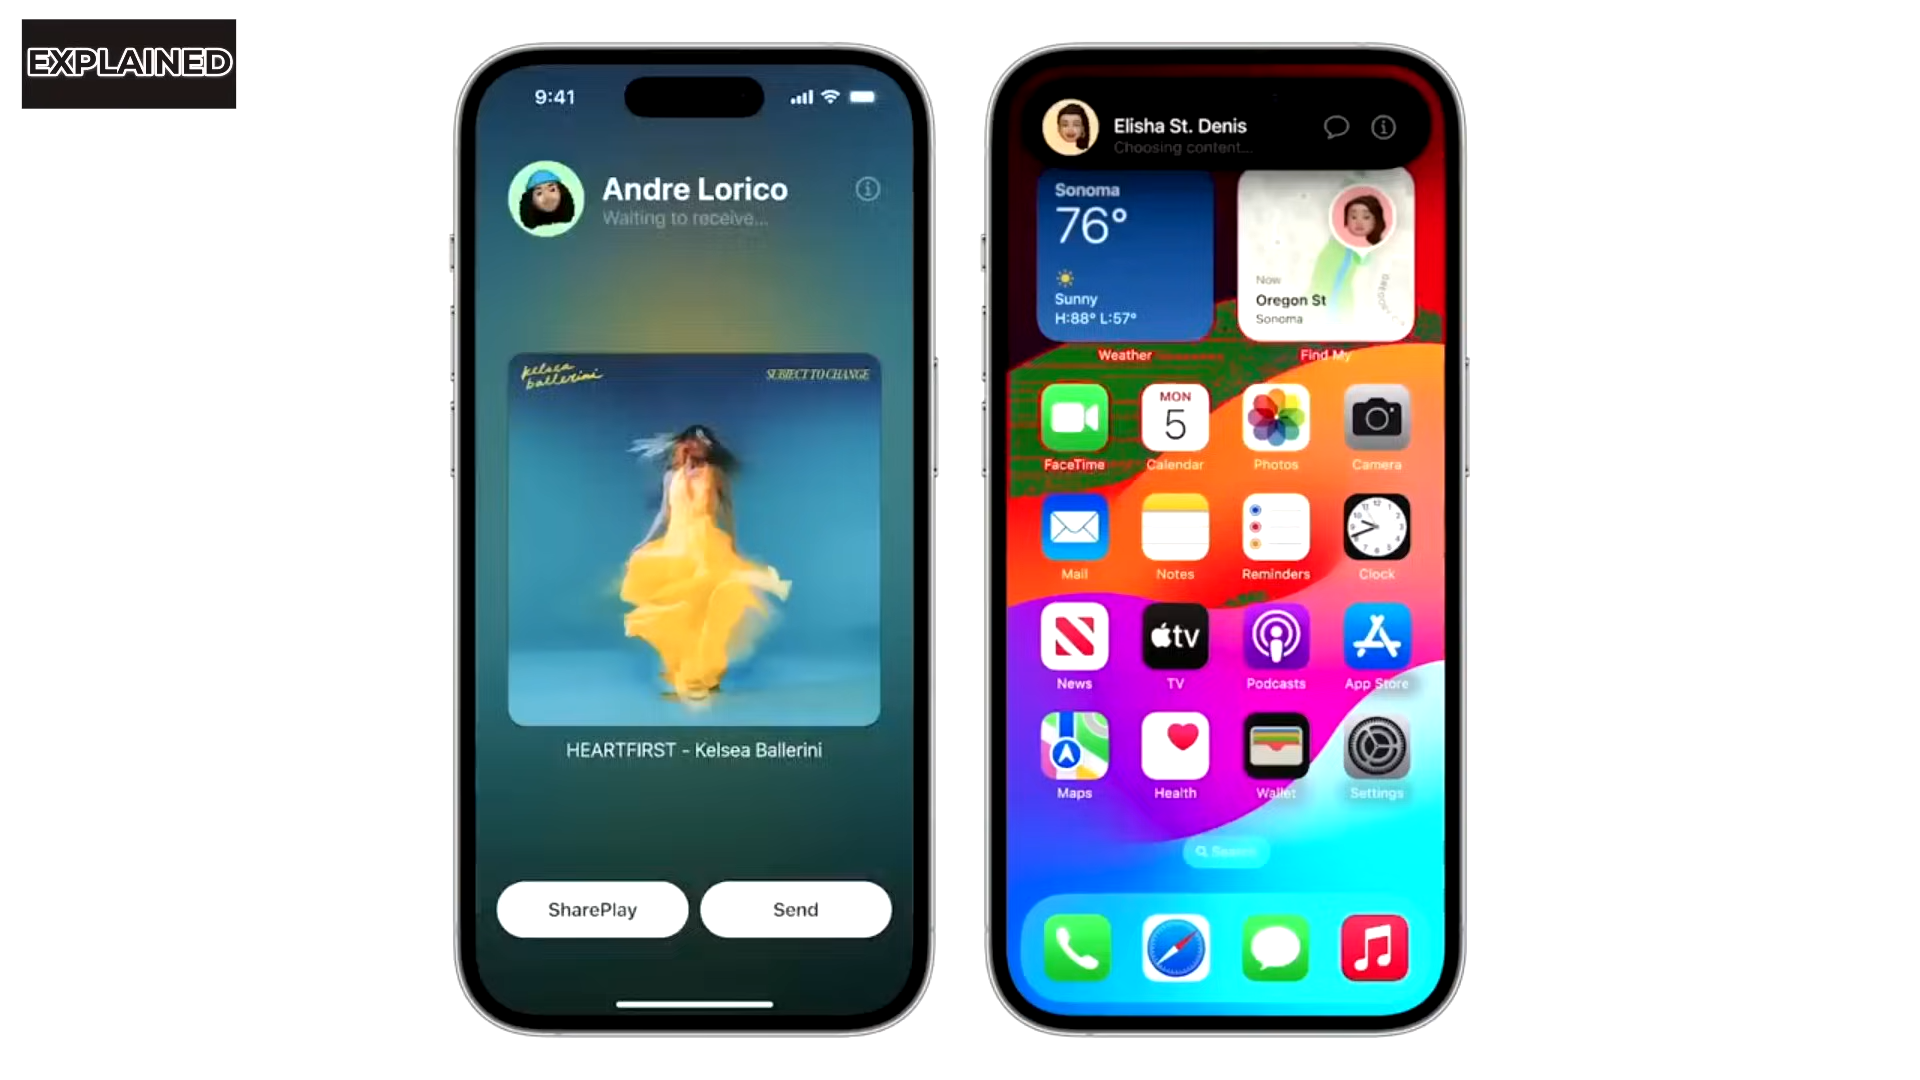 EXPLAINED
9:41
Andre Lorico
Waiting to receive...
kelsea
ballerini
SUBJECT TO CHANGE
HEARTFIRST - Kelsea Ballerini
SharePlay
Send
Elisha St. Denis
Choosing content...
Sonoma
76°
Sunny
H:88° L:57°
Weather
Now
Oregon St
Sonoma
Find My
MON
5
FaceTime
Calendar
Photos
Camera
Mail
Notes
Reminders
Clock
tv
News
TV
Podcasts
App Store
Maps
Health
Wallet
Settings
Search